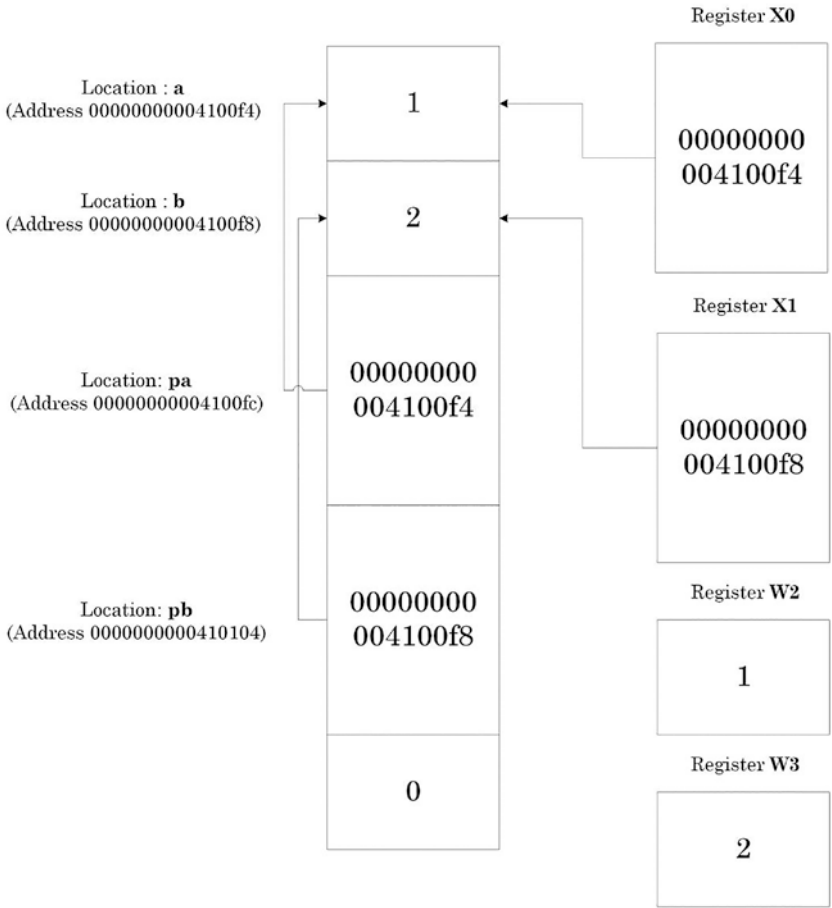 Register X0
Location : a
(Address 00000000004100f4)
1
00000000
004100f4
Location : b
(Address 00000000004100f8)
2
Register X1
Location: pa
(Address 00000000004100fc)
00000000
004100f4
00000000
004100f8
Location: pb
(Address 0000000000410104)
00000000
004100f8
Register W2
1
0
Register W3
2